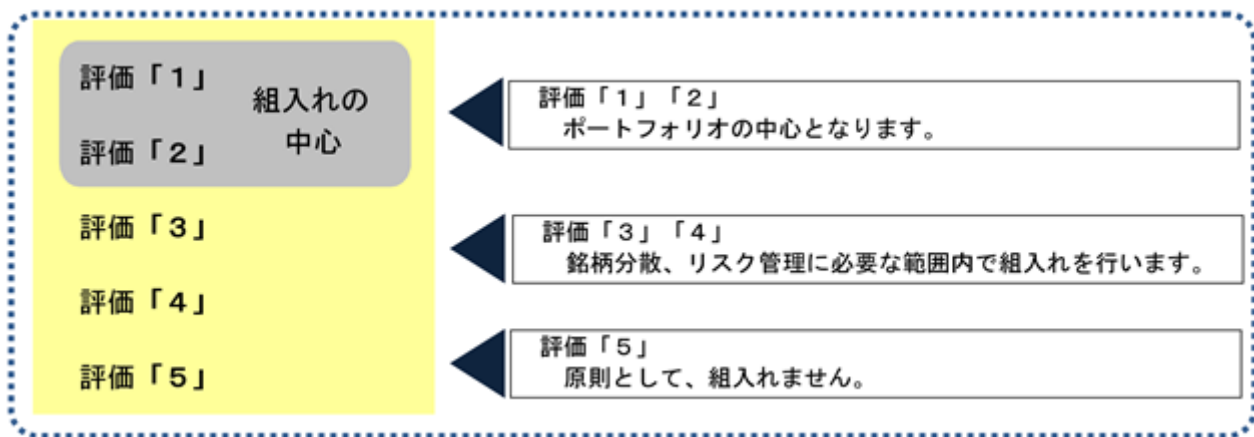 評価「１」
組入れの
中心
評価「２」
評価「３」
評価「４」
評価「５」
評価「１」「２」
ポートフォリオの中心となります。
評価「３」「４」
銘柄分散、リスク管理に必要な範囲内で組入れを行います。
評価「５」
原則として、組入れません。